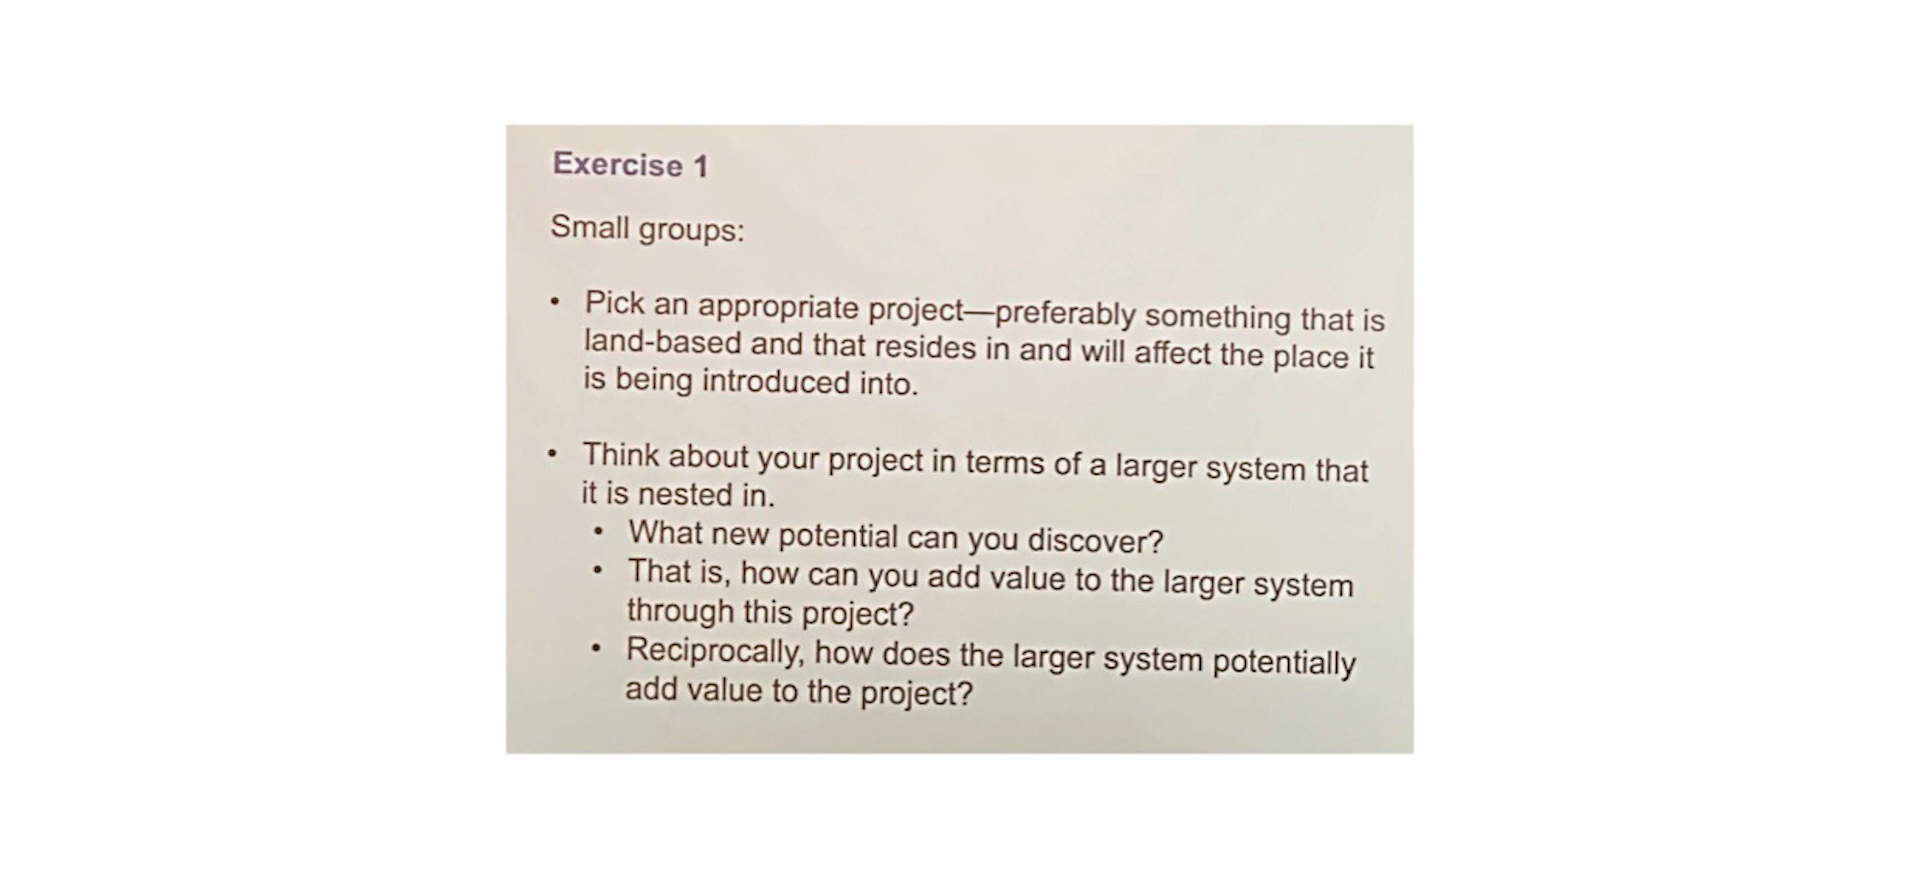 Exercise 1
Small groups:
• Pick an appropriate project—preferably something that is
land-based and that resides in and will affect the place it
is being introduced into.
• Think about your project in terms of a larger system that
it is nested in.
• What new potential can you discover?
• That is, how can you add value to the larger system
through this project?
• Reciprocally, how does the larger system potentially
add value to the project?